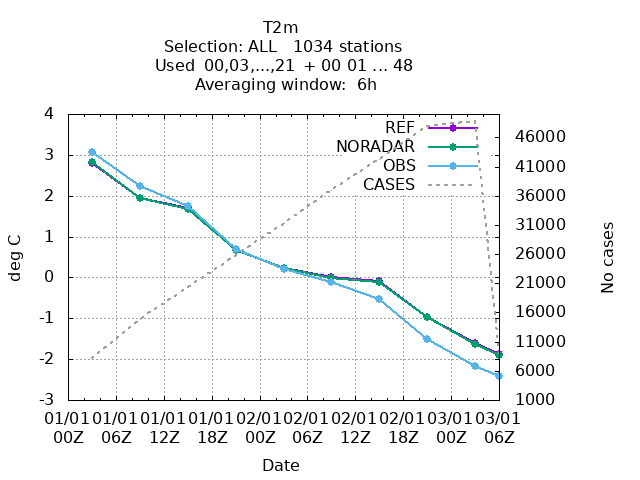 T2m
Selection: ALL   1034 stations
Used  00,03,...,21  + 00 01 ... 48
Averaging window:  6h
REF
NORADAR
OBS
CASES
deg C
4
3
2
1
0
-1
-2
-3
No cases
46000
41000
36000
31000
26000
21000
16000
11000
6000
1000
01/01 01/01 01/01 01/01 02/01 02/01 02/01 02/01 03/01 03/01
00Z 06Z 12Z 18Z 00Z 06Z 12Z 18Z 00Z 06Z
Date